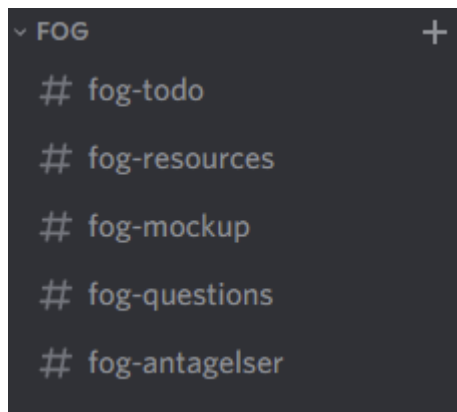 FOG
# fog-todo
# fog-resources
# fog-mockup
# fog-questions
# fog-antagelser